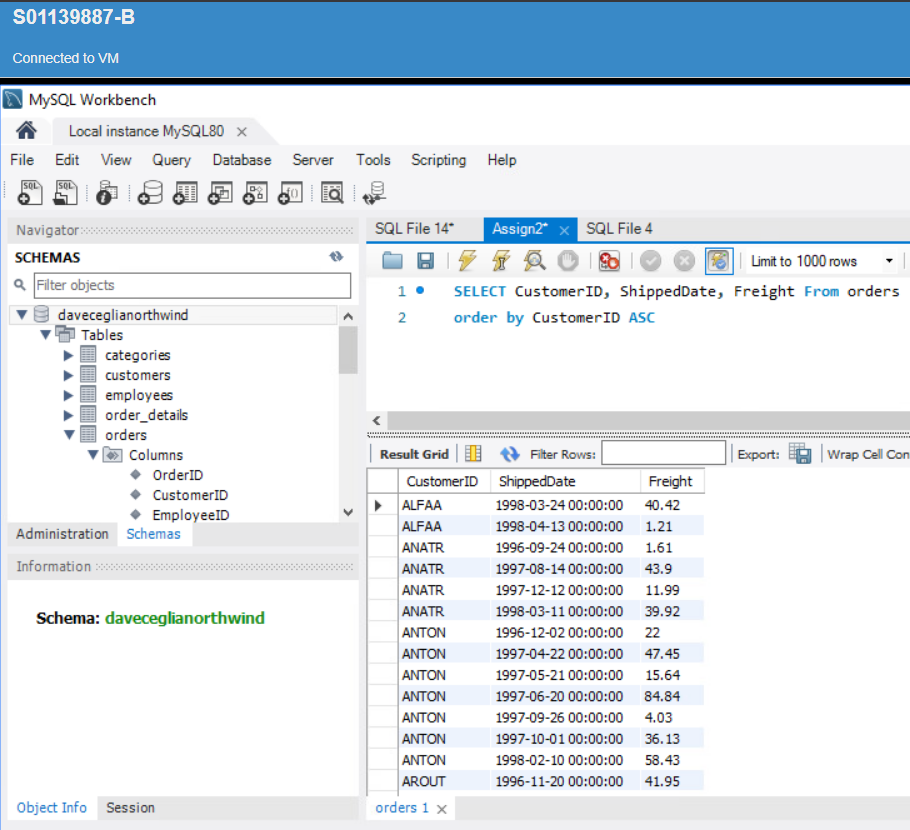 S01139887-B
Connected to VM
MySQL Workbench
Local instance MySQL80
File Edit View Query Database Server Tools Scripting Help
Navigator
SCHEMAS
Filter objects
daveceglianorthwind
Tables
categories
customers
employees
order_details
orders
Columns
OrderID
CustomerID
EmployeeID
Administration Schemas
Information
Schema: daveceglianorthwind
Object Info Session
SQL File 14* Assign2* SQL File 4
Limit to 1000 rows
1 SELECT CustomerID, ShippedDate, Freight From orders
2 order by CustomerID ASC
Result Grid Filter Rows: Export: Wrap Cell Con
CustomerID ShippedDate Freight
ALFAA 1998-03-24 00:00:00 40.42
ALFAA 1998-04-13 00:00:00 1.21
ANATR 1996-09-24 00:00:00 1.61
ANATR 1997-08-14 00:00:00 43.9
ANATR 1997-12-12 00:00:00 11.99
ANATR 1998-03-11 00:00:00 39.92
ANTON 1996-12-02 00:00:00 22
ANTON 1997-04-22 00:00:00 47.45
ANTON 1997-05-21 00:00:00 15.64
ANTON 1997-06-20 00:00:00 84.84
ANTON 1997-09-26 00:00:00 4.03
ANTON 1997-10-01 00:00:00 36.13
ANTON 1998-02-10 00:00:00 58.43
AROUT 1996-11-20 00:00:00 41.95
orders 1